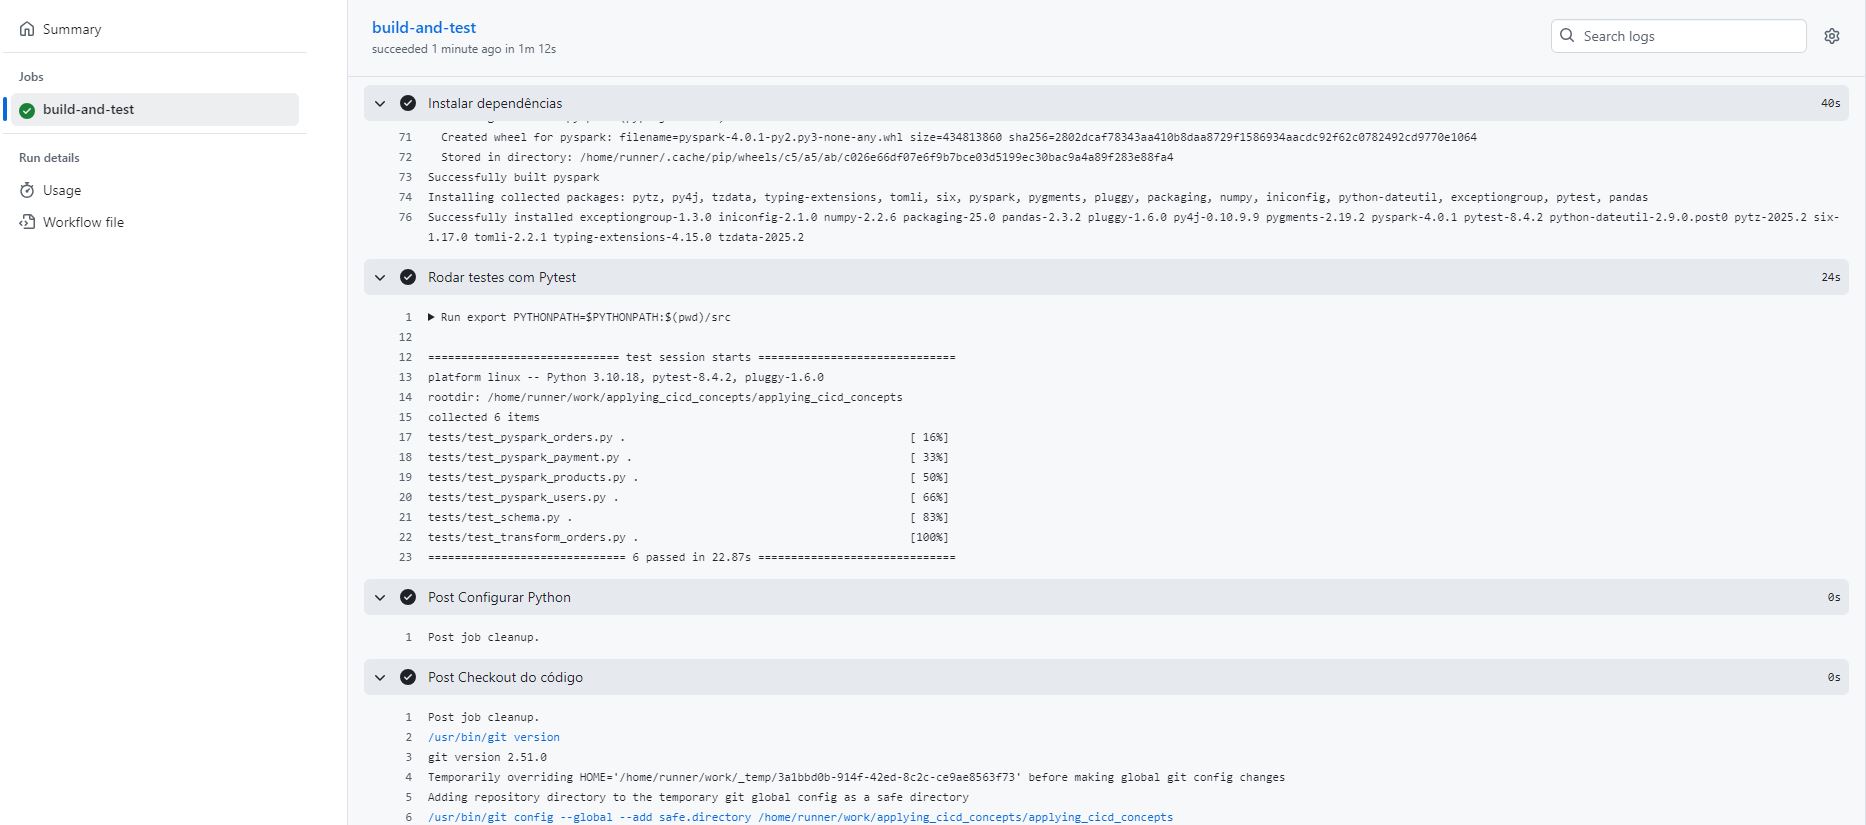 Summary
Jobs
build-and-test
Run details
Usage
Workflow file
build-and-test
succeeded 1 minute ago in 1m 12s
Search logs
Instalar dependências 40s
71 Created wheel for pyspark: filename=pyspark-4.0.1-py2.py3-none-any.whl size=434813860 sha256=2802dcaf78343aa410b8daa8729f1586934aacdc92f62c0782492cd9770e1064
72 Stored in directory: /home/runner/.cache/pip/wheels/c5/a5/ab/c026e66df07e6f9b7bce03d5199ec30bac9a4a89f283e88fa4
73 Successfully built pyspark
74 Installing collected packages: pytz, py4j, tzdata, typing-extensions, tomli, six, pyspark, pygments, pluggy, packaging, numpy, iniconfig, python-dateutil, exceptiongroup, pytest, pandas
76 Successfully installed exceptiongroup-1.3.0 iniconfig-2.1.0 numpy-2.2.6 packaging-25.0 pandas-2.3.2 pluggy-1.6.0 py4j-0.10.9.9 pygments-2.19.2 pyspark-4.0.1 pytest-8.4.2 python-dateutil-2.9.0.post0 pytz-2025.2 six-
1.17.0 tomli-2.2.1 typing-extensions-4.15.0 tzdata-2025.2
Rodar testes com Pytest 24s
1 Run export PYTHONPATH=$PYTHONPATH:$(pwd)/src
12
12 ============================= test session starts ==============================
13 platform linux -- Python 3.10.18, pytest-8.4.2, pluggy-1.6.0
14 rootdir: /home/runner/work/applying_cicd_concepts/applying_cicd_concepts
15 collected 6 items
17 tests/test_pyspark_orders.py . [ 16%]
18 tests/test_pyspark_payment.py . [ 33%]
19 tests/test_pyspark_products.py . [ 50%]
20 tests/test_pyspark_users.py . [ 66%]
21 tests/test_schema.py . [ 83%]
22 tests/test_transform_orders.py . [100%]
23 ============================== 6 passed in 22.87s ==============================
Post Configurar Python 0s
1 Post job cleanup.
Post Checkout do código 0s
1 Post job cleanup.
2 /usr/bin/git version
3 git version 2.51.0
4 Temporarily overriding HOME='/home/runner/work/_temp/3a1bbd0b-914f-42ed-8c2c-ce9ae8563f73' before making global git config changes
5 Adding repository directory to the temporary git global config as a safe directory
6 /usr/bin/git config --global --add safe.directory /home/runner/work/applying_cicd_concepts/applying_cicd_concepts